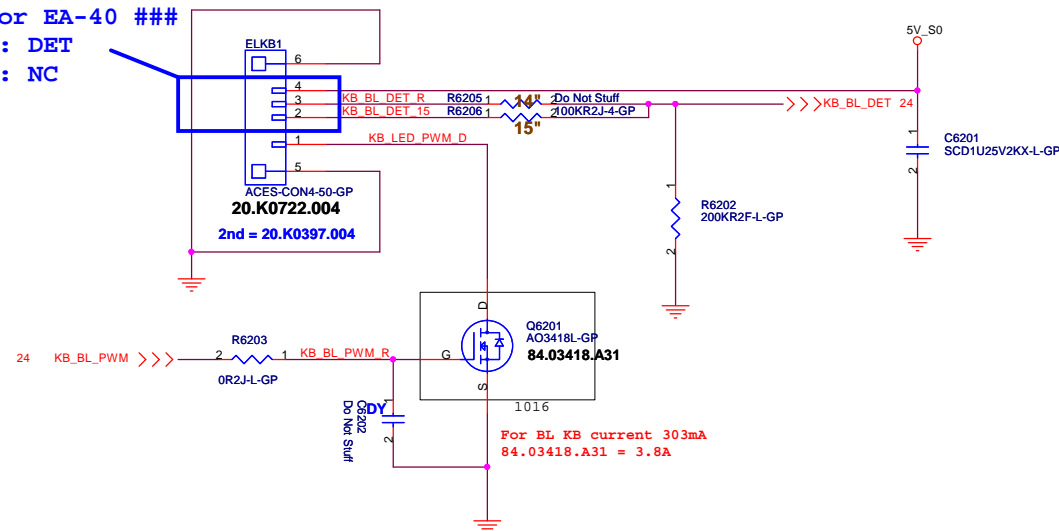 or EA-40 ###
: DET
: NC
ELKB1
6
4
3
2
1
5
KB_BL_DET_R
KB_BL_DET_15
R6205 1 14" 2 Do Not Stuff
R6206 1 15" 2 100KR2J-4-GP
KB_LED_PWM_D
ACES-CON4-50-GP
20.K0722.004
2nd = 20.K0397.004
5V_S0
KB_BL_DET 24
1
C6201
SCD1U25V2KX-L-GP
2
1
R6202
200KR2F-L-GP
2
D
Q6201
AO3418L-GP
84.03418.A31
G
S
1016
24 KB_BL_PWM
2 R6203 1
0R2J-L-GP
KB_BL_PWM_R
1
DY
C6202
Do Not Stuff
2
For BL KB current 303mA
84.03418.A31 = 3.8A